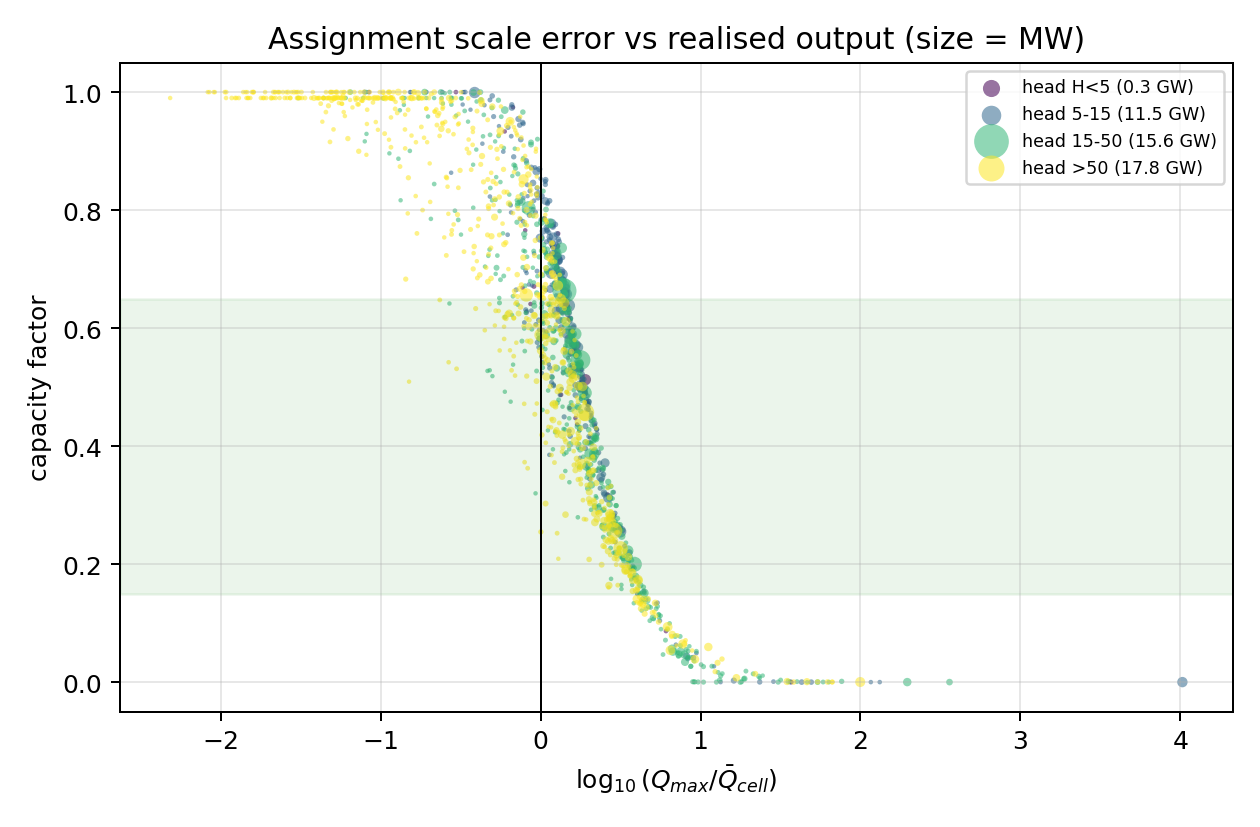 Assignment scale error vs realised output (size = MW)
head H<5 (0.3 GW)
head 5-15 (11.5 GW)
head 15-50 (15.6 GW)
head >50 (17.8 GW)
capacity factor
1.0
0.8
0.6
0.4
0.2
0.0
−2 −1 0 1 2 3 4
log₁₀ (Q_max/Q̄_cell)